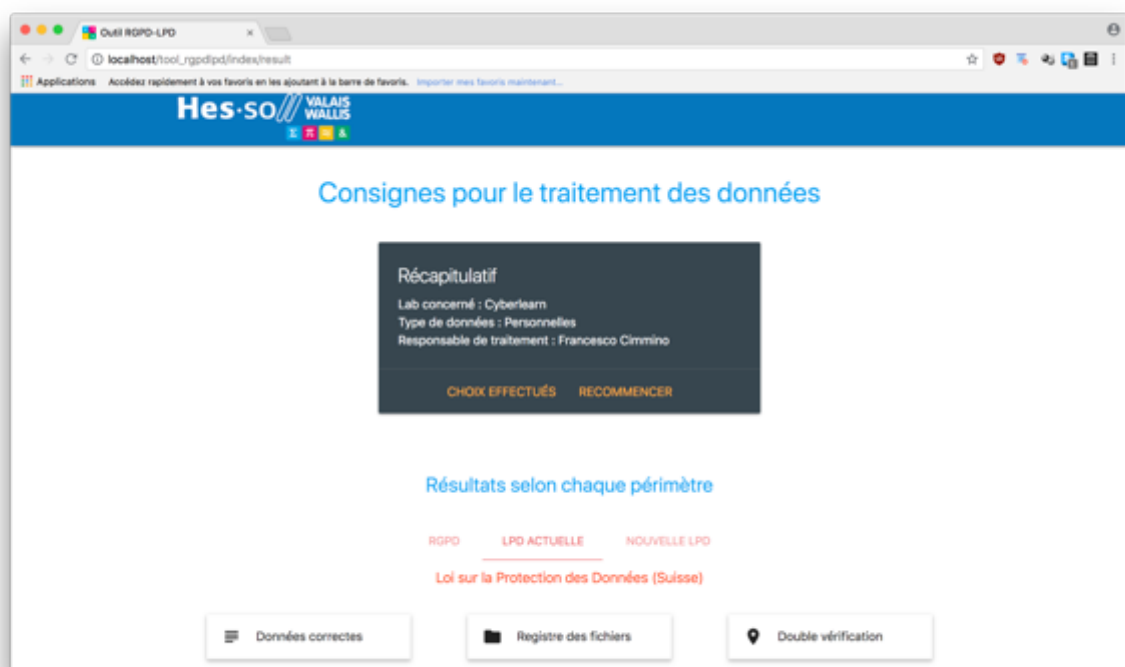 Outil RGPD-LPD
localhost/tool_rgpdlpd/index/result
Applications Accédez rapidement à vos favoris en les ajoutant à la barre de favoris. Importer mes favoris maintenant...
Hes·so// VALAIS
WALLIS
Σ π ≈ &
Consignes pour le traitement des données
Récapitulatif
Lab concerné : Cyberlearn
Type de données : Personnelles
Responsable de traitement : Francesco Cimmino
CHOIX EFFECTUÉS RECOMMENCER
Résultats selon chaque périmètre
RGPD LPD ACTUELLE NOUVELLE LPD
Loi sur la Protection des Données (Suisse)
Données correctes Registre des fichiers Double vérification